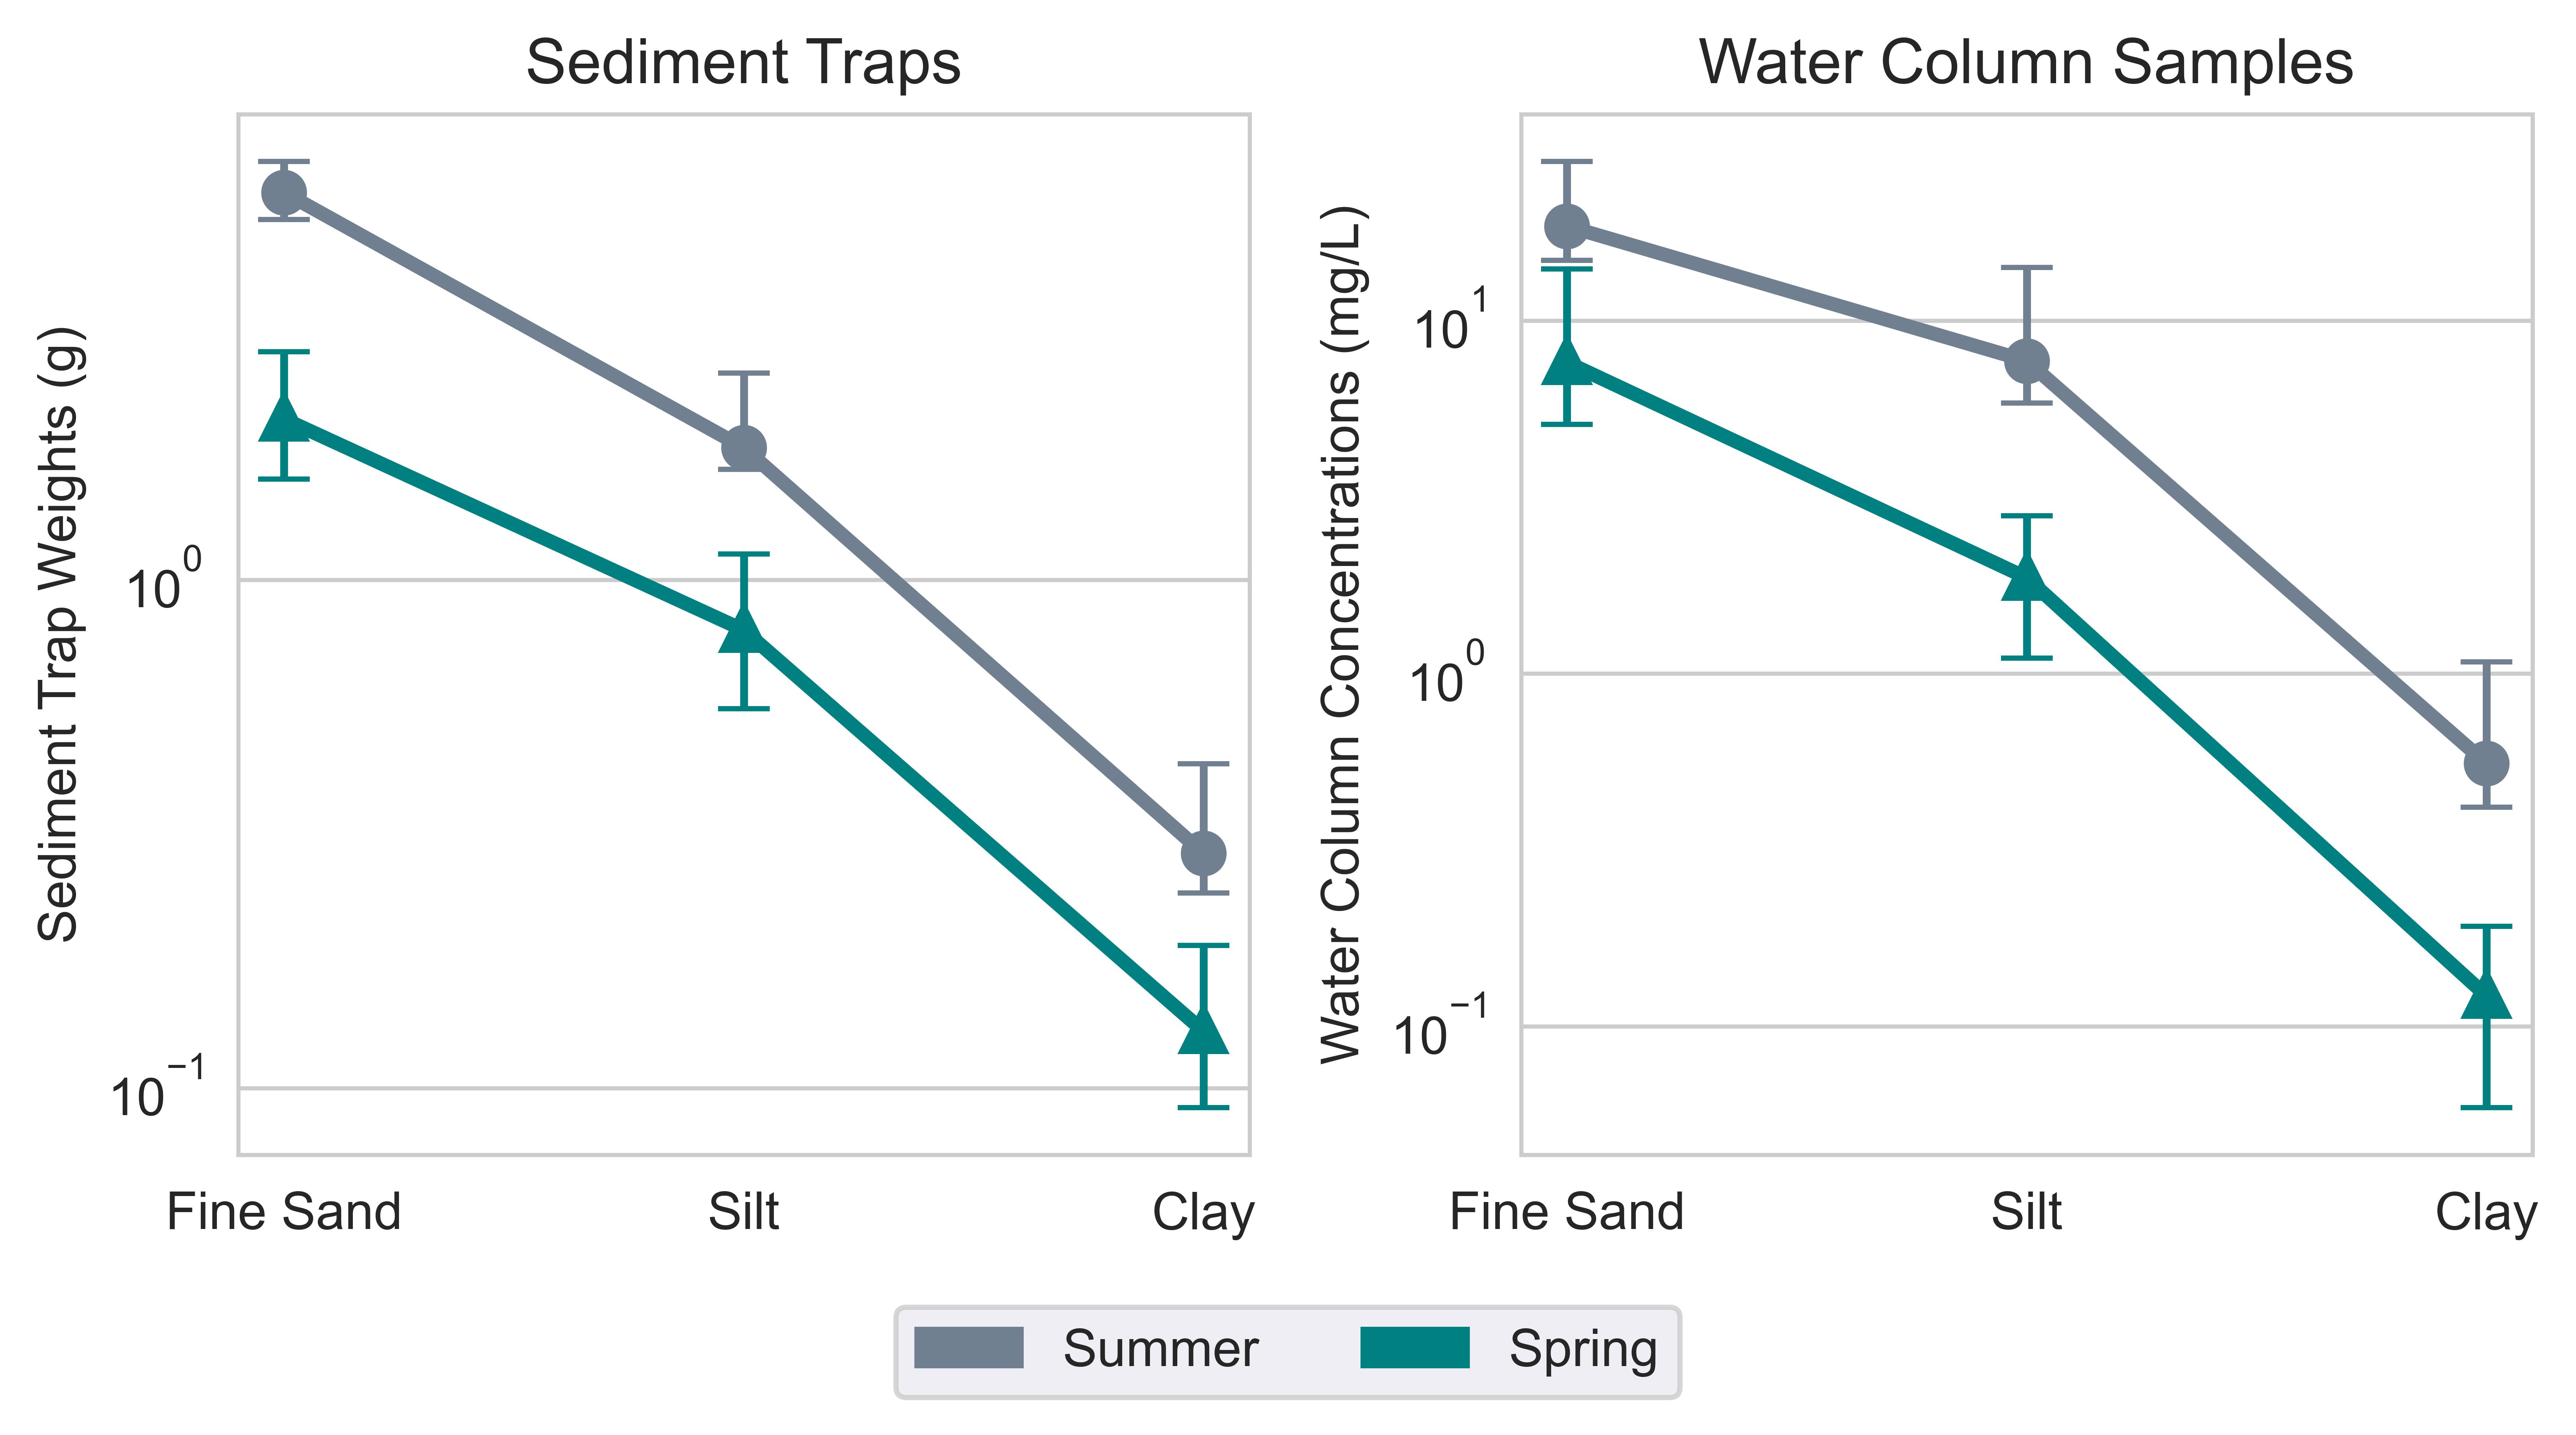 Sediment Traps
Sediment Trap Weights (g)
10⁰
10⁻¹
Fine Sand
Silt
Clay
Water Column Samples
Water Column Concentrations (mg/L)
10¹
10⁰
10⁻¹
Fine Sand
Silt
Clay
Summer
Spring